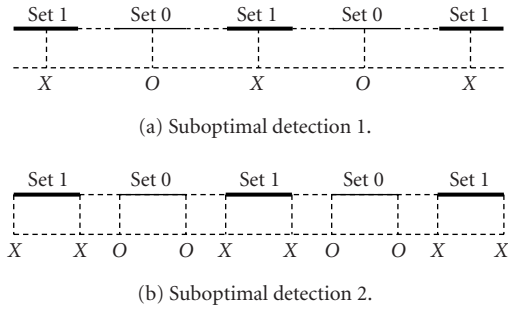 Set 1 Set 0 Set 1 Set 0 Set 1
X O X O X
(a) Suboptimal detection 1.
Set 1 Set 0 Set 1 Set 0 Set 1
X X O O X X O O X X
(b) Suboptimal detection 2.